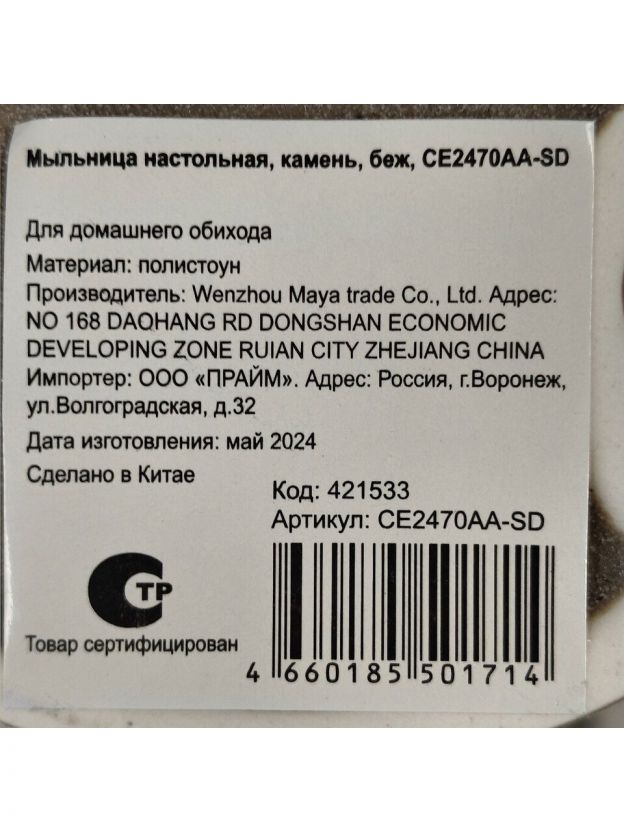 Мыльница настольная, камень, беж, CE2470AA-SD
Для домашнего обихода
Материал: полистоун
Производитель: Wenzhou Maya trade Co., Ltd. Адрес:
NO 168 DAOHANG RD DONGSHAN ECONOMIC
DEVELOPING ZONE RUIAN CITY ZHEJIANG CHINA
Импортер: ООО «ПРАЙМ». Адрес: Россия, г.Воронеж,
ул.Волгоградская, д.32
Дата изготовления: май 2024
Сделано в Китае
Код: 421533
Артикул: CE2470AA-SD
СТР
Товар сертифицирован
4 660185 501714